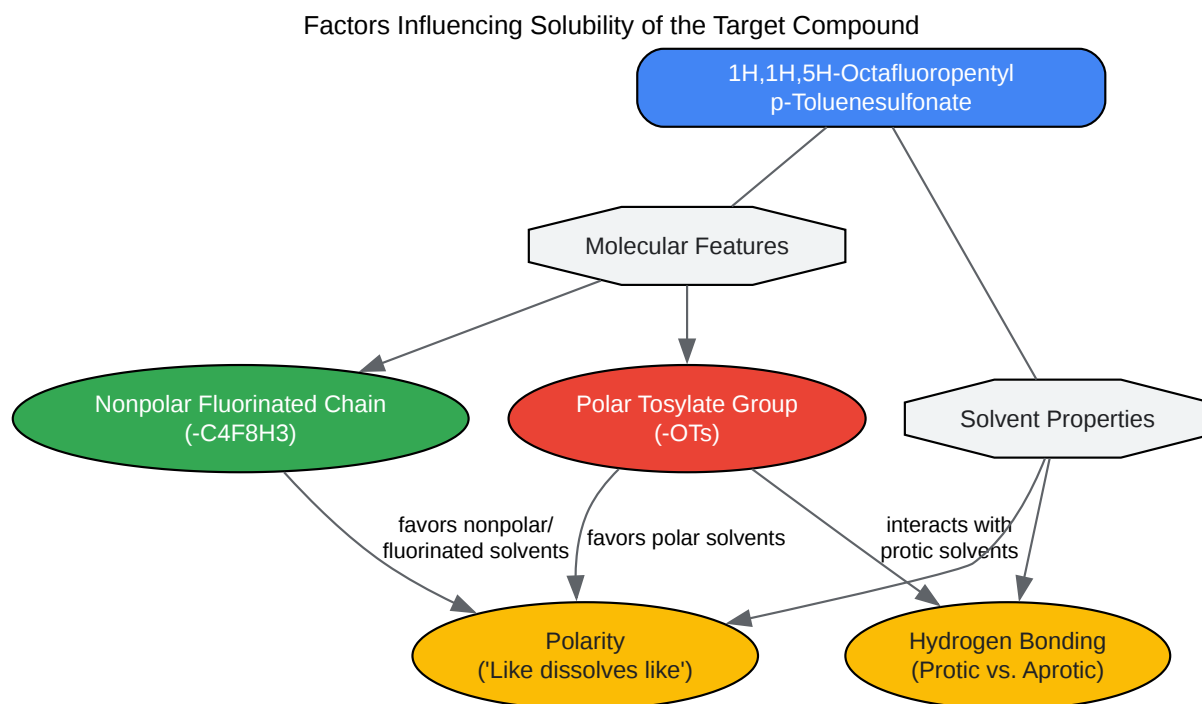 Factors Influencing Solubility of the Target Compound
1H,1H,5H-Octafluoropentyl
p-Toluenesulfonate
Molecular Features
Nonpolar Fluorinated Chain
(-C4F8H3)
Polar Tosylate Group
(-OTs)
Solvent Properties
favors nonpolar/
fluorinated solvents
favors polar solvents
interacts with
protic solvents
Polarity
('Like dissolves like')
Hydrogen Bonding
(Protic vs. Aprotic)